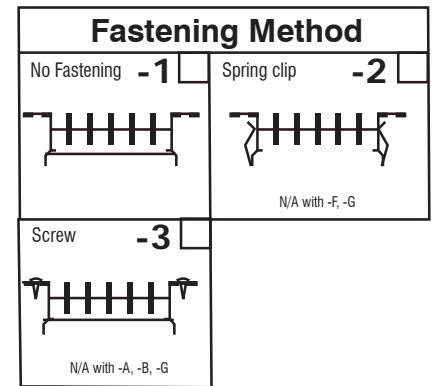 Fastening Method
No Fastening -1
Spring clip -2
N/A with -F, -G
Screw -3
N/A with -A, -B, -G